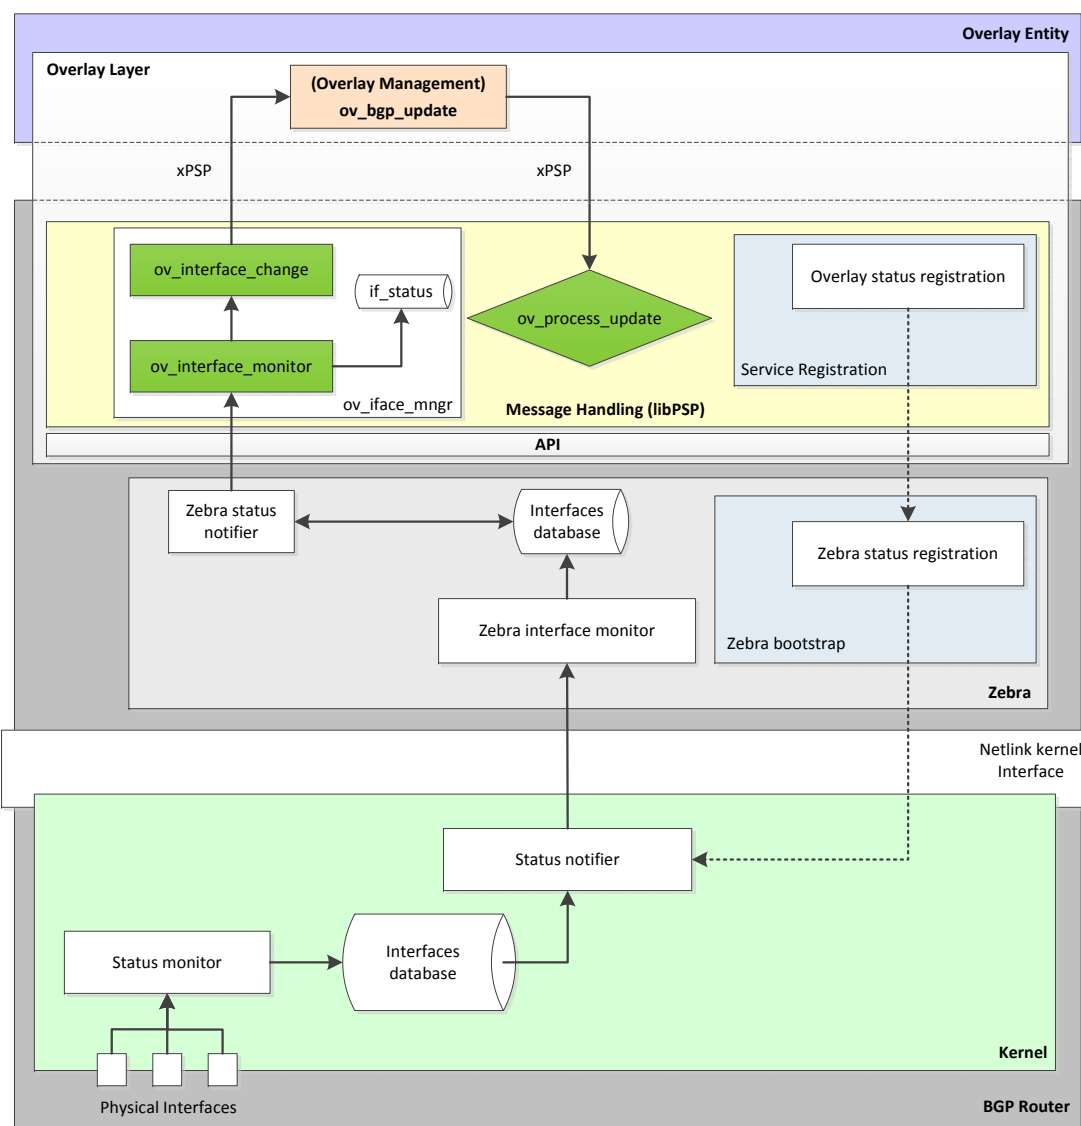 Overlay Entity
Overlay Layer
(Overlay Management)
ov_bgp_update
xPSP
xPSP
ov_interface_change
if_status
ov_process_update
Overlay status registration
ov_interface_monitor
Service Registration
ov_iface_mngr
Message Handling (libPSP)
API
Zebra status
notifier
Interfaces
database
Zebra status registration
Zebra interface monitor
Zebra bootstrap
Zebra
Netlink kernel
Interface
Status notifier
Status monitor
Interfaces
database
Kernel
Physical Interfaces
BGP Router